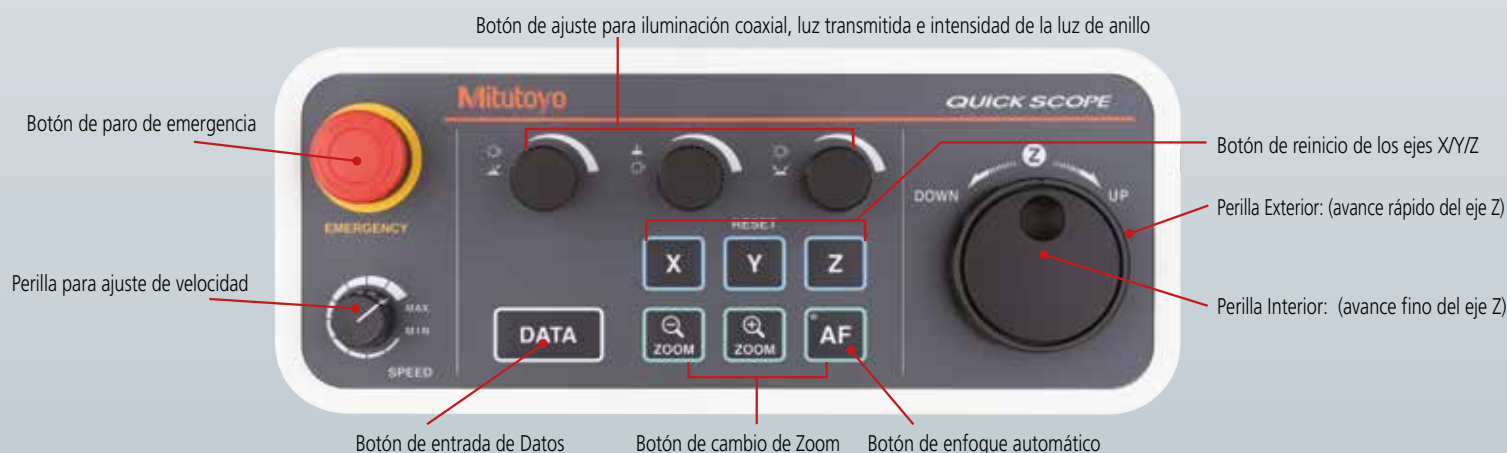 Botón de ajuste para iluminación coaxial, luz transmitida e intensidad de la luz de anillo
Mitutoyo
QUICK SCOPE
Botón de paro de emergencia
Botón de reinicio de los ejes X/Y/Z
Z
DOWN
UP
Perilla Exterior: (avance rápido del eje Z)
EMERGENCY
RESET
X Y Z
Perilla para ajuste de velocidad
MAX
MIN
Perilla Interior: (avance fino del eje Z)
DATA
ZOOM
ZOOM
AF
SPEED
Botón de entrada de Datos
Botón de cambio de Zoom
Botón de enfoque automático